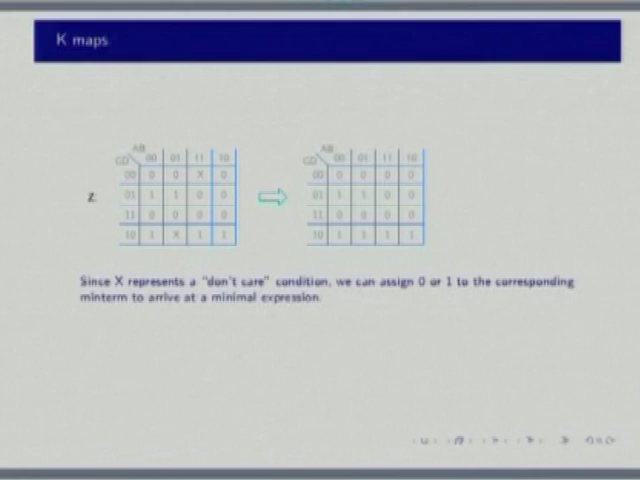 K maps
AB AB
CD 00 01 11 10 CD 00 01 11 10
00 0 0 X 0 00 0 0 0 0
Z 01 1 1 0 0 01 1 1 0 0
11 0 0 0 0 11 0 0 0 0
10 1 X 1 1 10 1 1 1 1
Since X represents a "don't care" condition, we can assign 0 or 1 to the corresponding
minterm to arrive at a minimal expression.